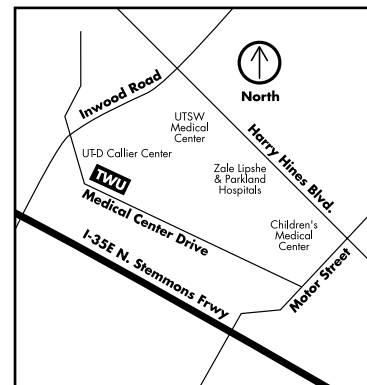 North
Inwood Road
UTSW
Medical
Center
Harry Hines Blvd.
UT-D Callier Center
Zale Lipshe
& Parkland
Hospitals
TWU
Medical Center Drive
Children's
Medical
Center
I-35E N. Stemmons Frwy
Motor Street